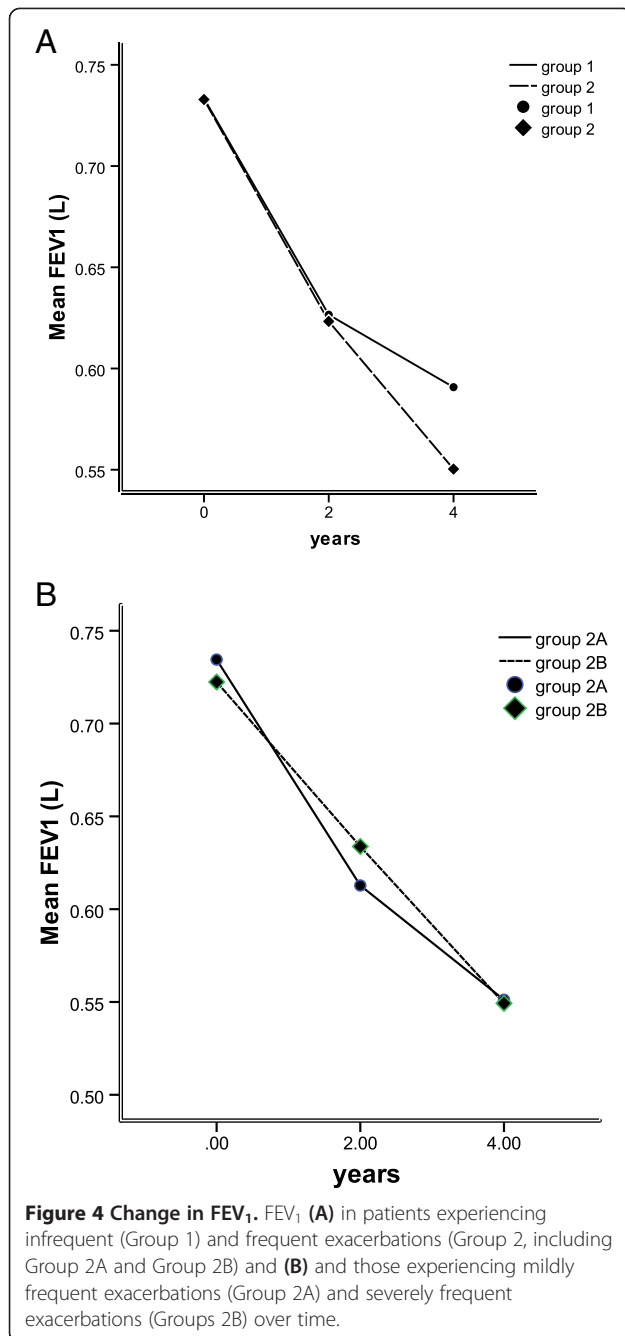 A
Mean FEV1 (L)
0.75
0.70
0.65
0.60
0.55
0
2
4
years
group 1
group 2
group 1
group 2
B
Mean FEV1 (L)
0.75
0.70
0.65
0.60
0.55
0.50
.00
2.00
4.00
years
group 2A
group 2B
group 2A
group 2B
Figure 4 Change in FEV₁. FEV₁ (A) in patients experiencing
infrequent (Group 1) and frequent exacerbations (Group 2, including
Group 2A and Group 2B) and (B) and those experiencing mildly
frequent exacerbations (Group 2A) and severely frequent
exacerbations (Groups 2B) over time.